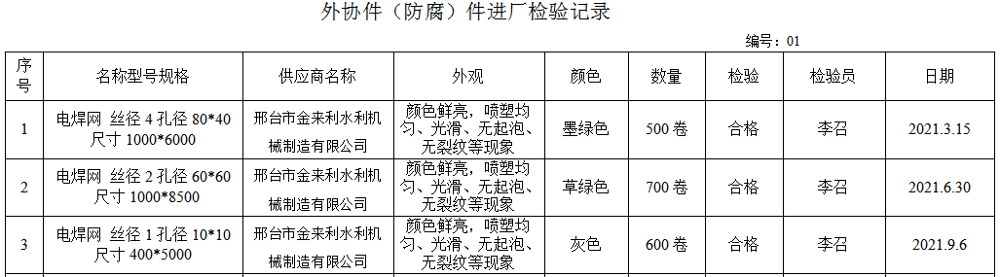 外协件（防腐）件进厂检验记录
编号：01
序号 名称型号规格 供应商名称 外观 颜色 数量 检验 检验员 日期
1 电焊网 丝径 4 孔径 80*40 尺寸 1000*6000 邢台市金来利水利机械制造有限公司 颜色鲜亮，喷塑均匀、光滑、无起泡、无裂纹等现象 墨绿色 500 卷 合格 李召 2021.3.15
2 电焊网 丝径 2 孔径 60*60 尺寸 1000*8500 邢台市金来利水利机械制造有限公司 颜色鲜亮，喷塑均匀、光滑、无起泡、无裂纹等现象 草绿色 700 卷 合格 李召 2021.6.30
3 电焊网 丝径 1 孔径 10*10 尺寸 400*5000 邢台市金来利水利机械制造有限公司 颜色鲜亮，喷塑均匀、光滑、无起泡、无裂纹等现象 灰色 600 卷 合格 李召 2021.9.6